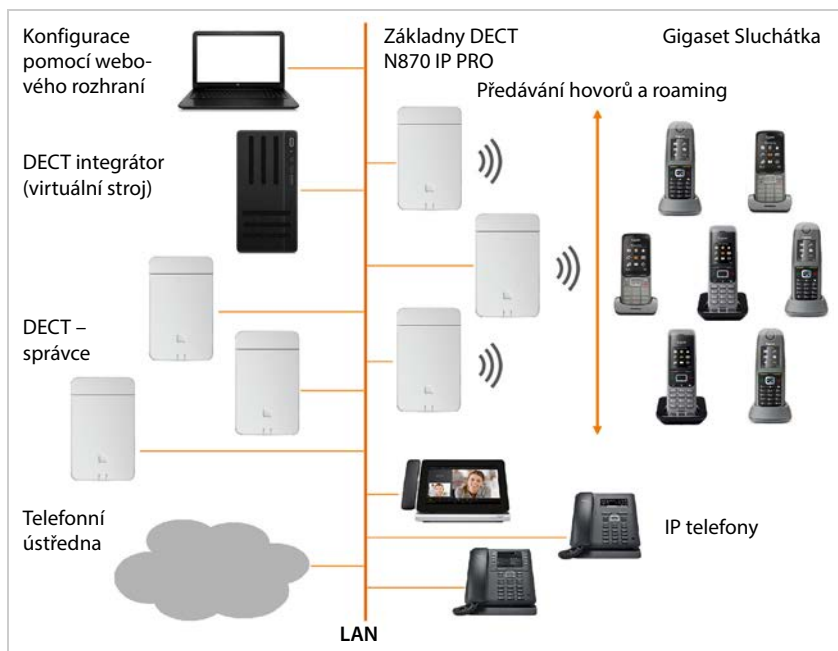 Konfigurace
pomocí webo-
vého rozhraní
Základny DECT
N870 IP PRO
Gigaset Sluchátka
Předávání hovorů a roaming
DECT integrátor
(virtuální stroj)
DECT –
správce
Telefonní
ústředna
IP telefony
LAN